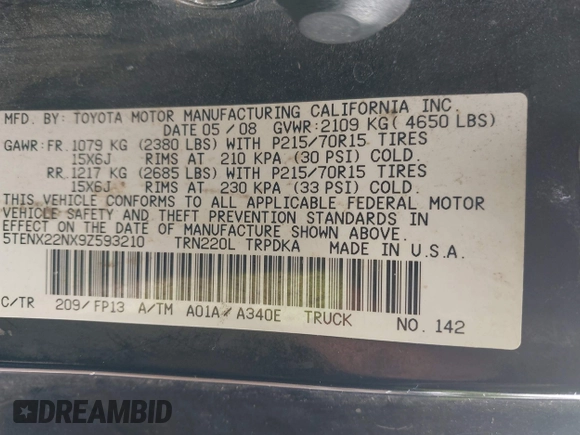 MFD. BY: TOYOTA MOTOR MANUFACTURING CALIFORNIA INC.
DATE 05 / 08 GVWR: 2109 KG ( 4650 LBS)
GAWR: FR. 1079 KG (2380 LBS) WITH P215/70R15 TIRES
15X6J RIMS AT 210 KPA (30 PSI) COLD.
RR. 1217 KG (2685 LBS) WITH P215/70R15 TIRES
15X6J RIMS AT 230 KPA (33 PSI) COLD.
THIS VEHICLE CONFORMS TO ALL APPLICABLE FEDERAL MOTOR
VEHICLE SAFETY AND THEFT PREVENTION STANDARDS IN
EFFECT ON THE DATE OF MANUFACTURE SHOWN ABOVE.
5TENX22NX9Z593210 TRN220L TRPDKA MADE IN U.S.A.
C/TR 209/FP13 A/TM A01A/A340E TRUCK NO. 142
DREAMBID